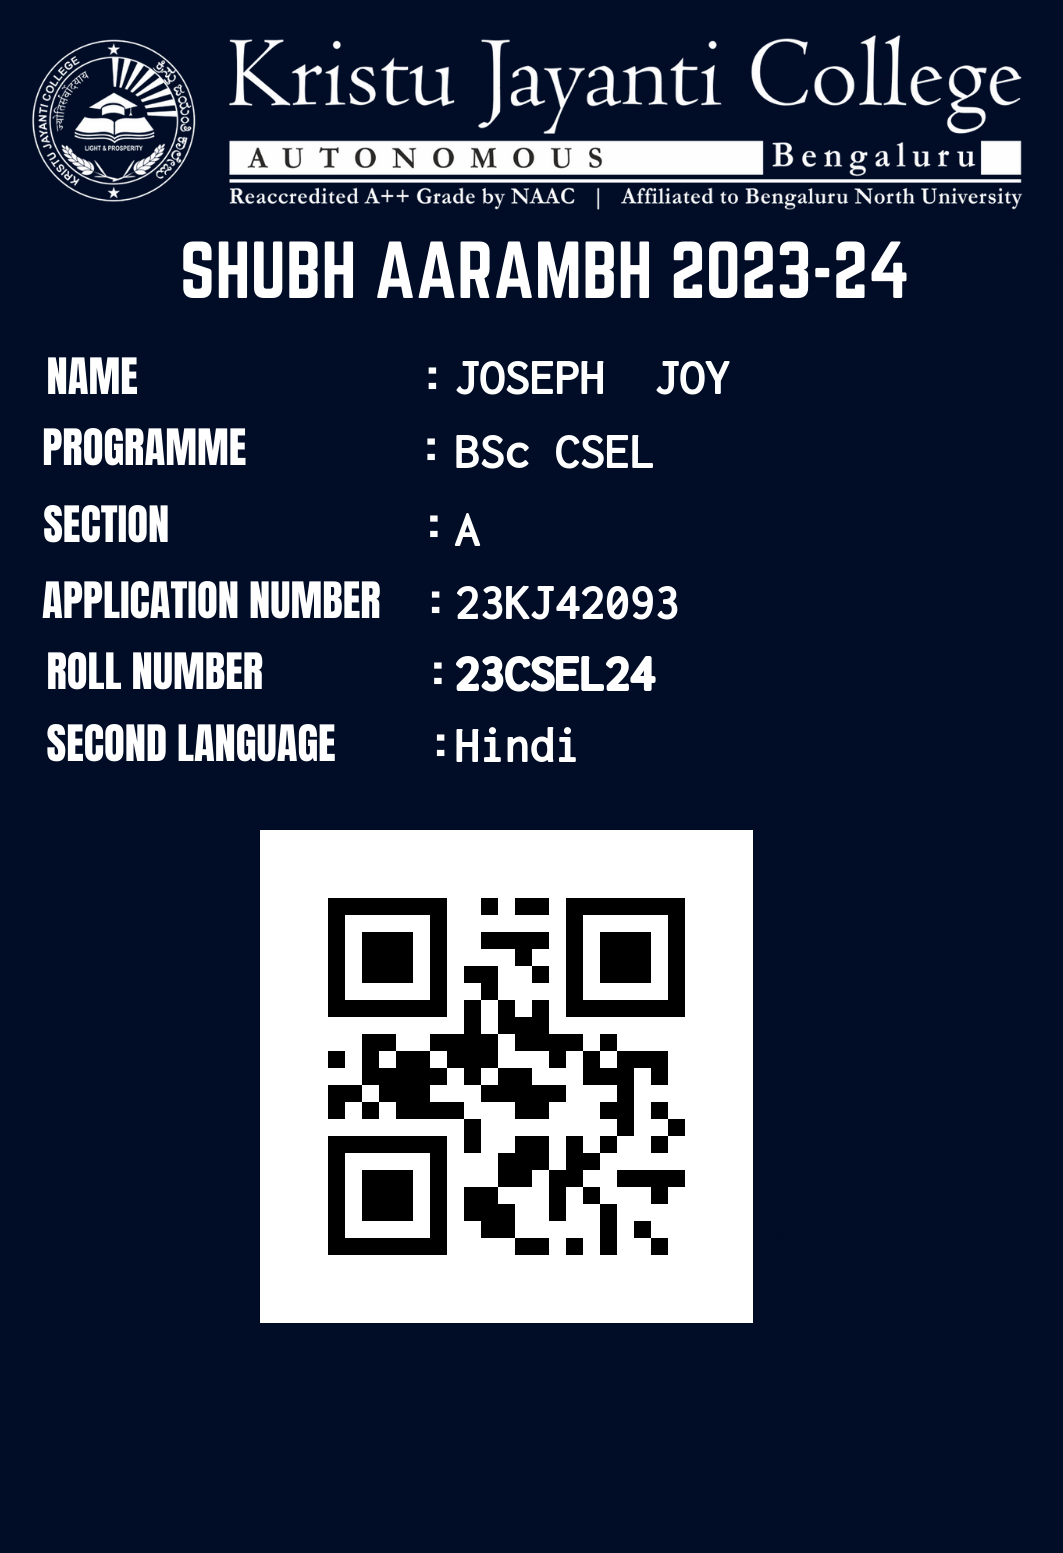 KRISTU JAYANTI COLLEGE
ಕ್ರಿಸ್ತು ಜಯಂತಿ ಕಾಲೇಜು
LIGHT & PROSPERITY
Kristu Jayanti College
AUTONOMOUS Bengaluru
Reaccredited A++ Grade by NAAC | Affiliated to Bengaluru North University
SHUBH AARAMBH 2023-24
NAME : JOSEPH JOY
PROGRAMME : BSc CSEL
SECTION : A
APPLICATION NUMBER : 23KJ42093
ROLL NUMBER : 23CSEL24
SECOND LANGUAGE : Hindi